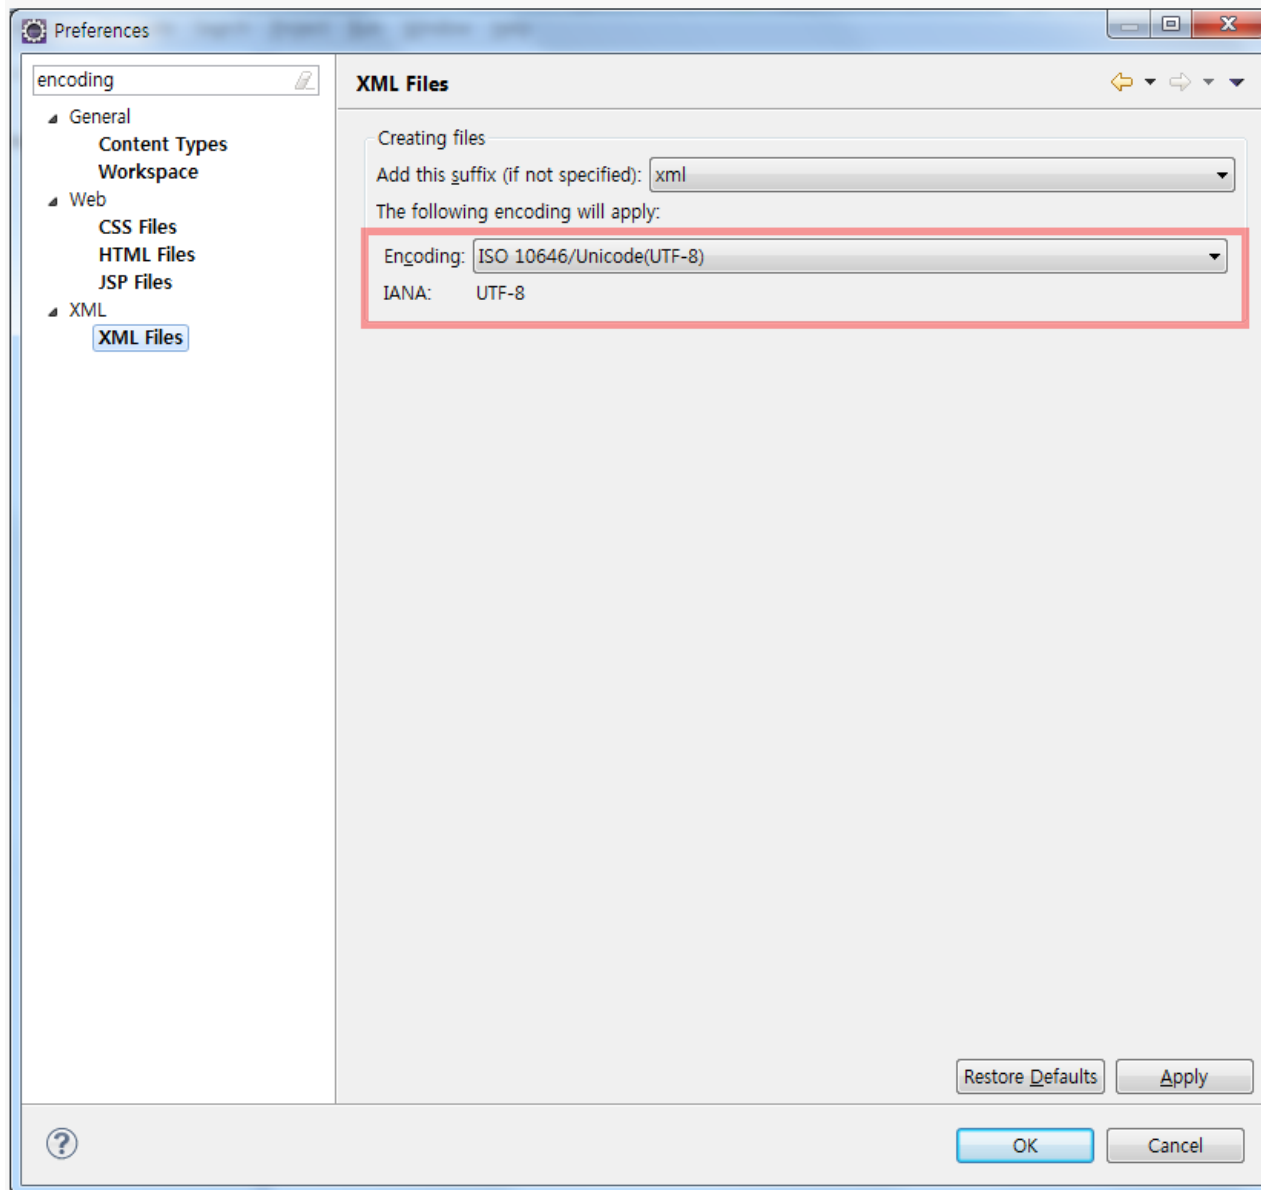 Preferences
encoding
General
Content Types
Workspace
Web
CSS Files
HTML Files
JSP Files
XML
XML Files
XML Files
Creating files
Add this suffix (if not specified): xml
The following encoding will apply:
Encoding: ISO 10646/Unicode(UTF-8)
IANA: UTF-8
Restore Defaults Apply
OK Cancel